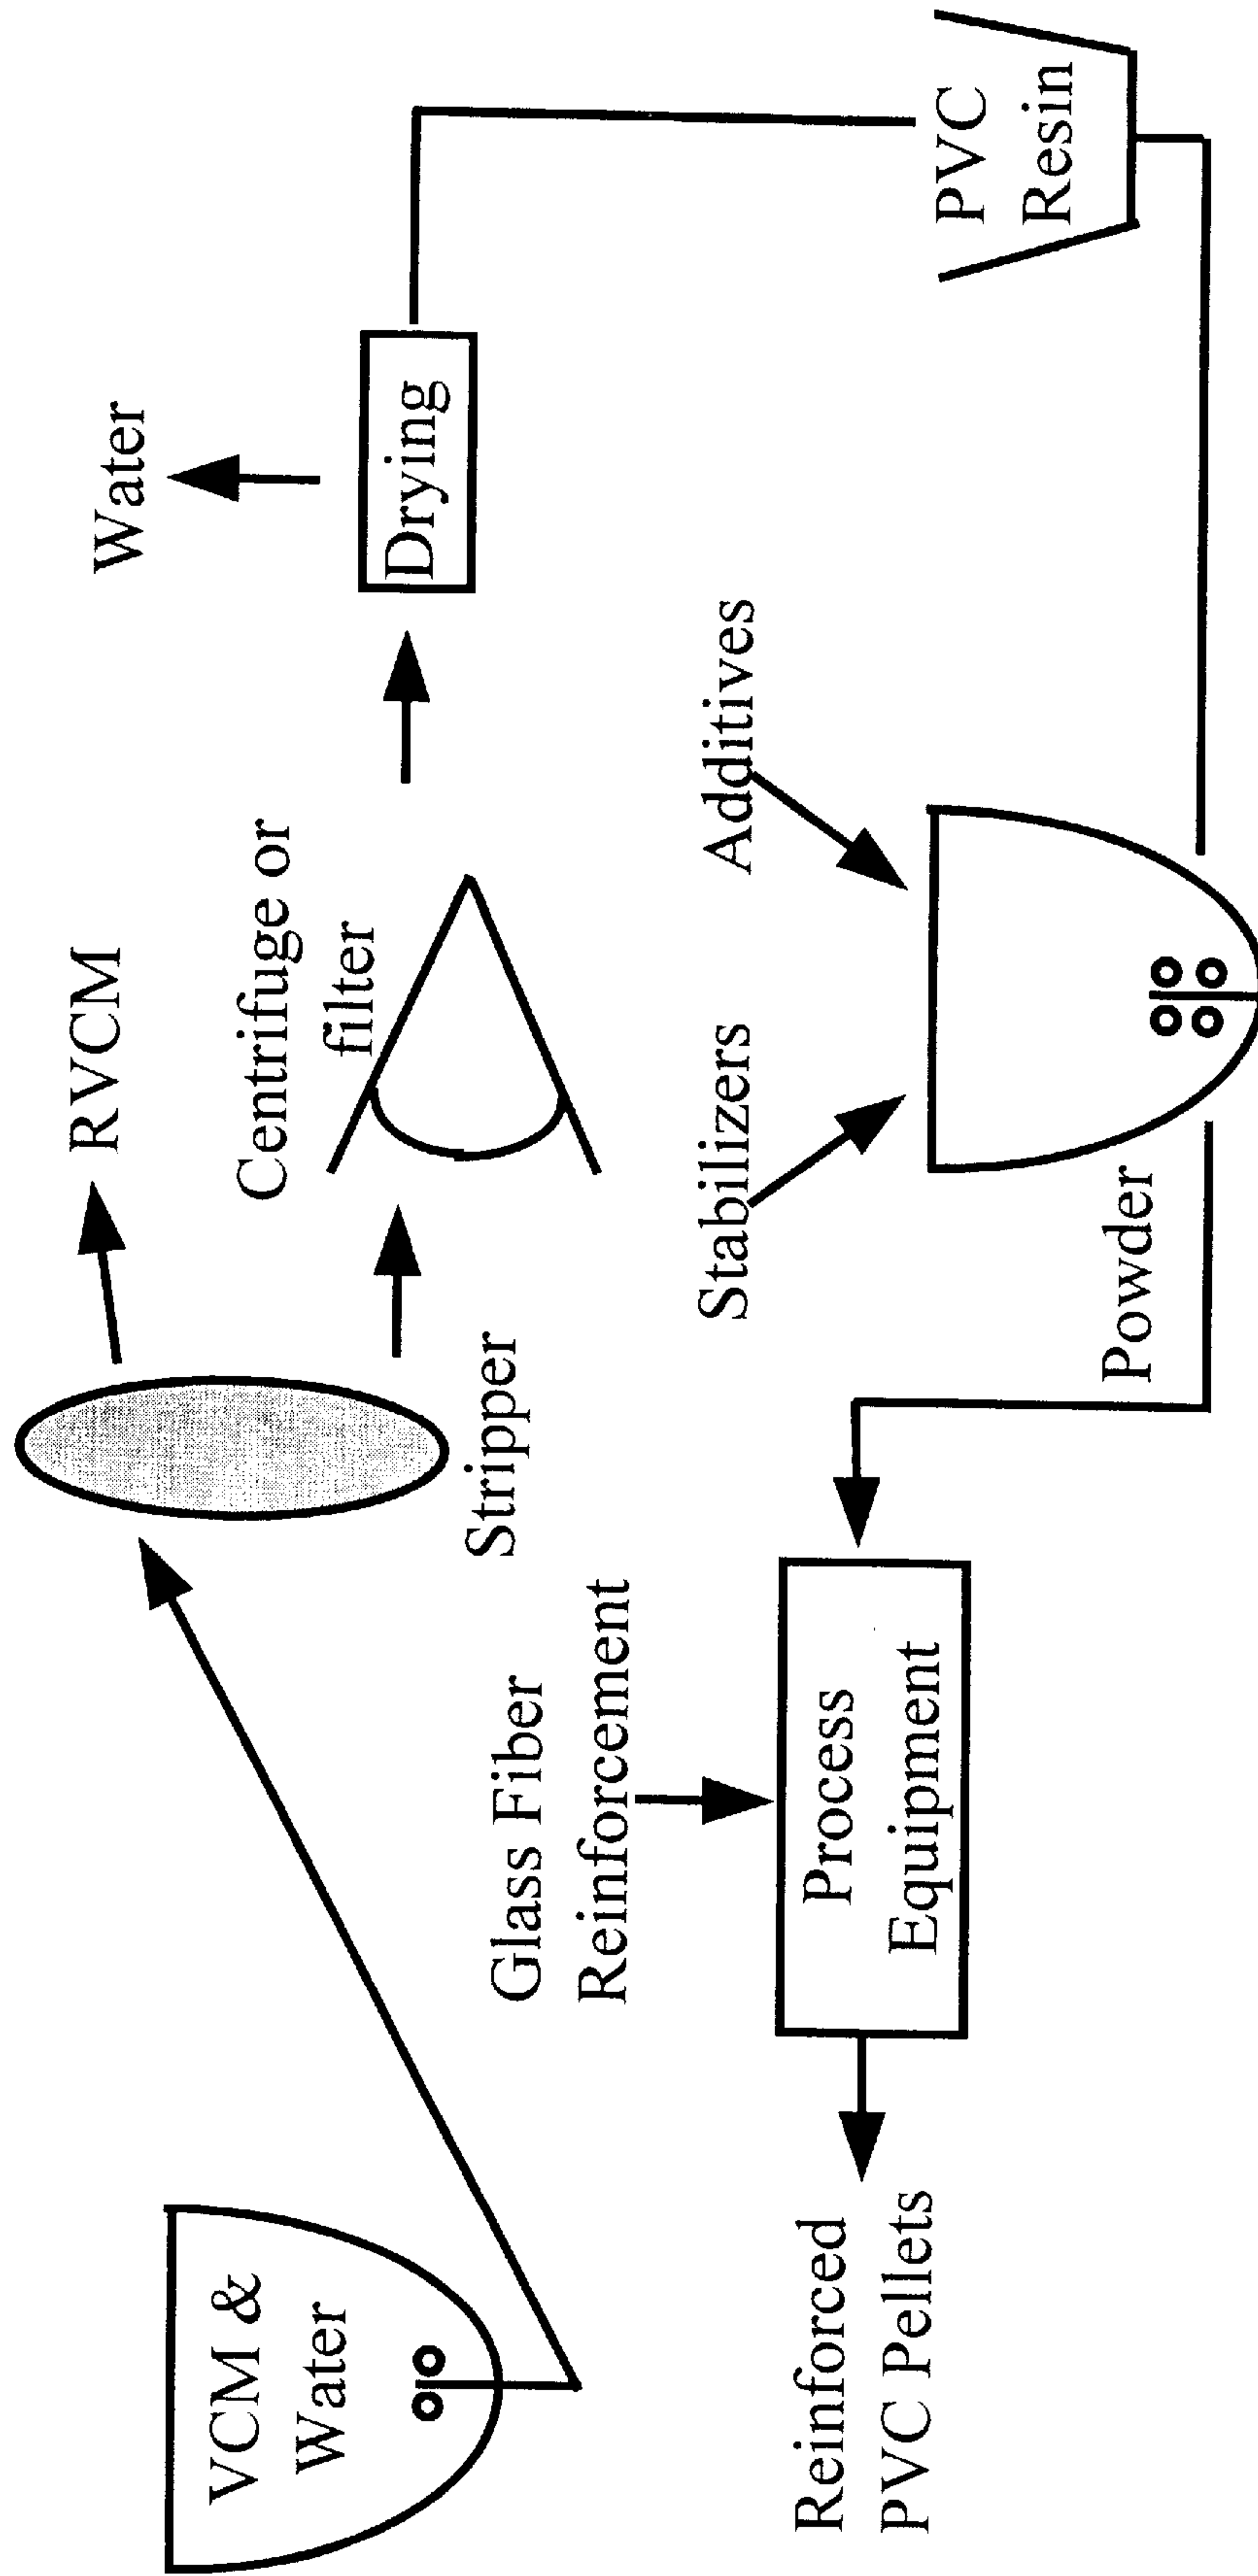 VCM &
Water
Stripper
RVCM
Centrifuge or
filter
Water
Drying
PVC
Resin
Additives
Stabilizers
Powder
Glass Fiber
Reinforcement
Process
Equipment
Reinforced
PVC Pellets